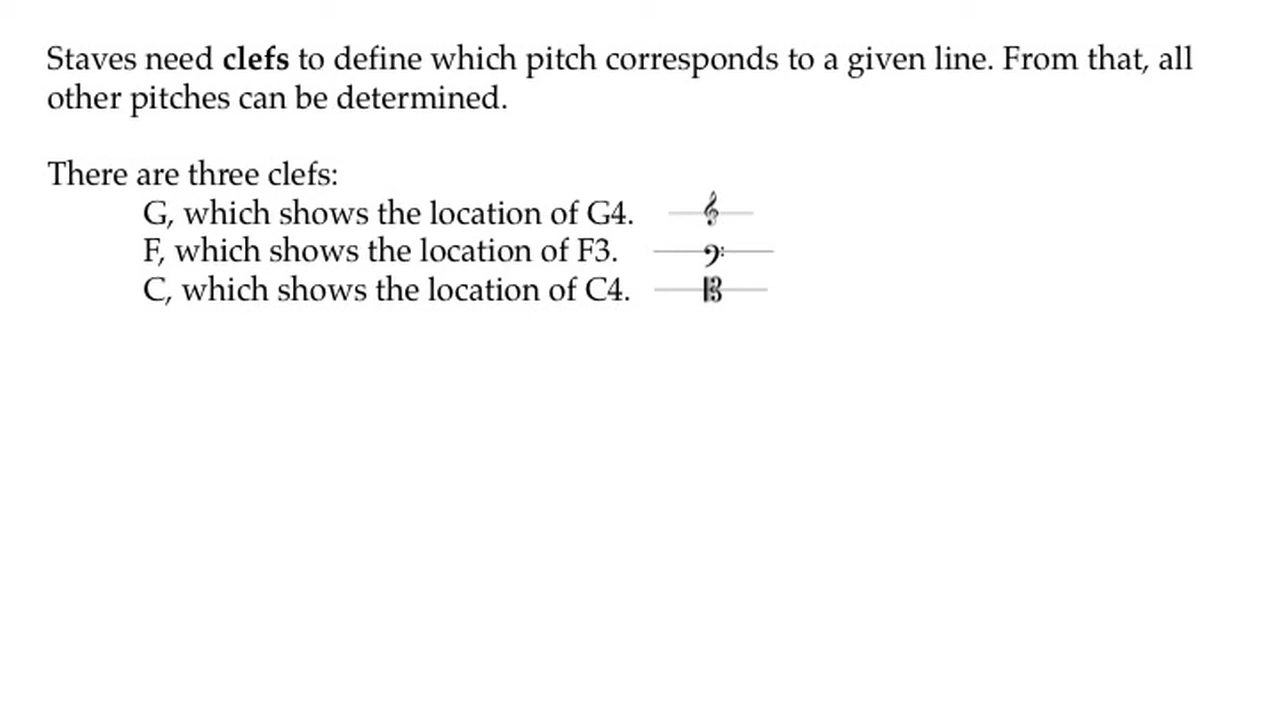 Staves need clefs to define which pitch corresponds to a given line. From that, all
other pitches can be determined.
There are three clefs:
G, which shows the location of G4.
F, which shows the location of F3.
C, which shows the location of C4.